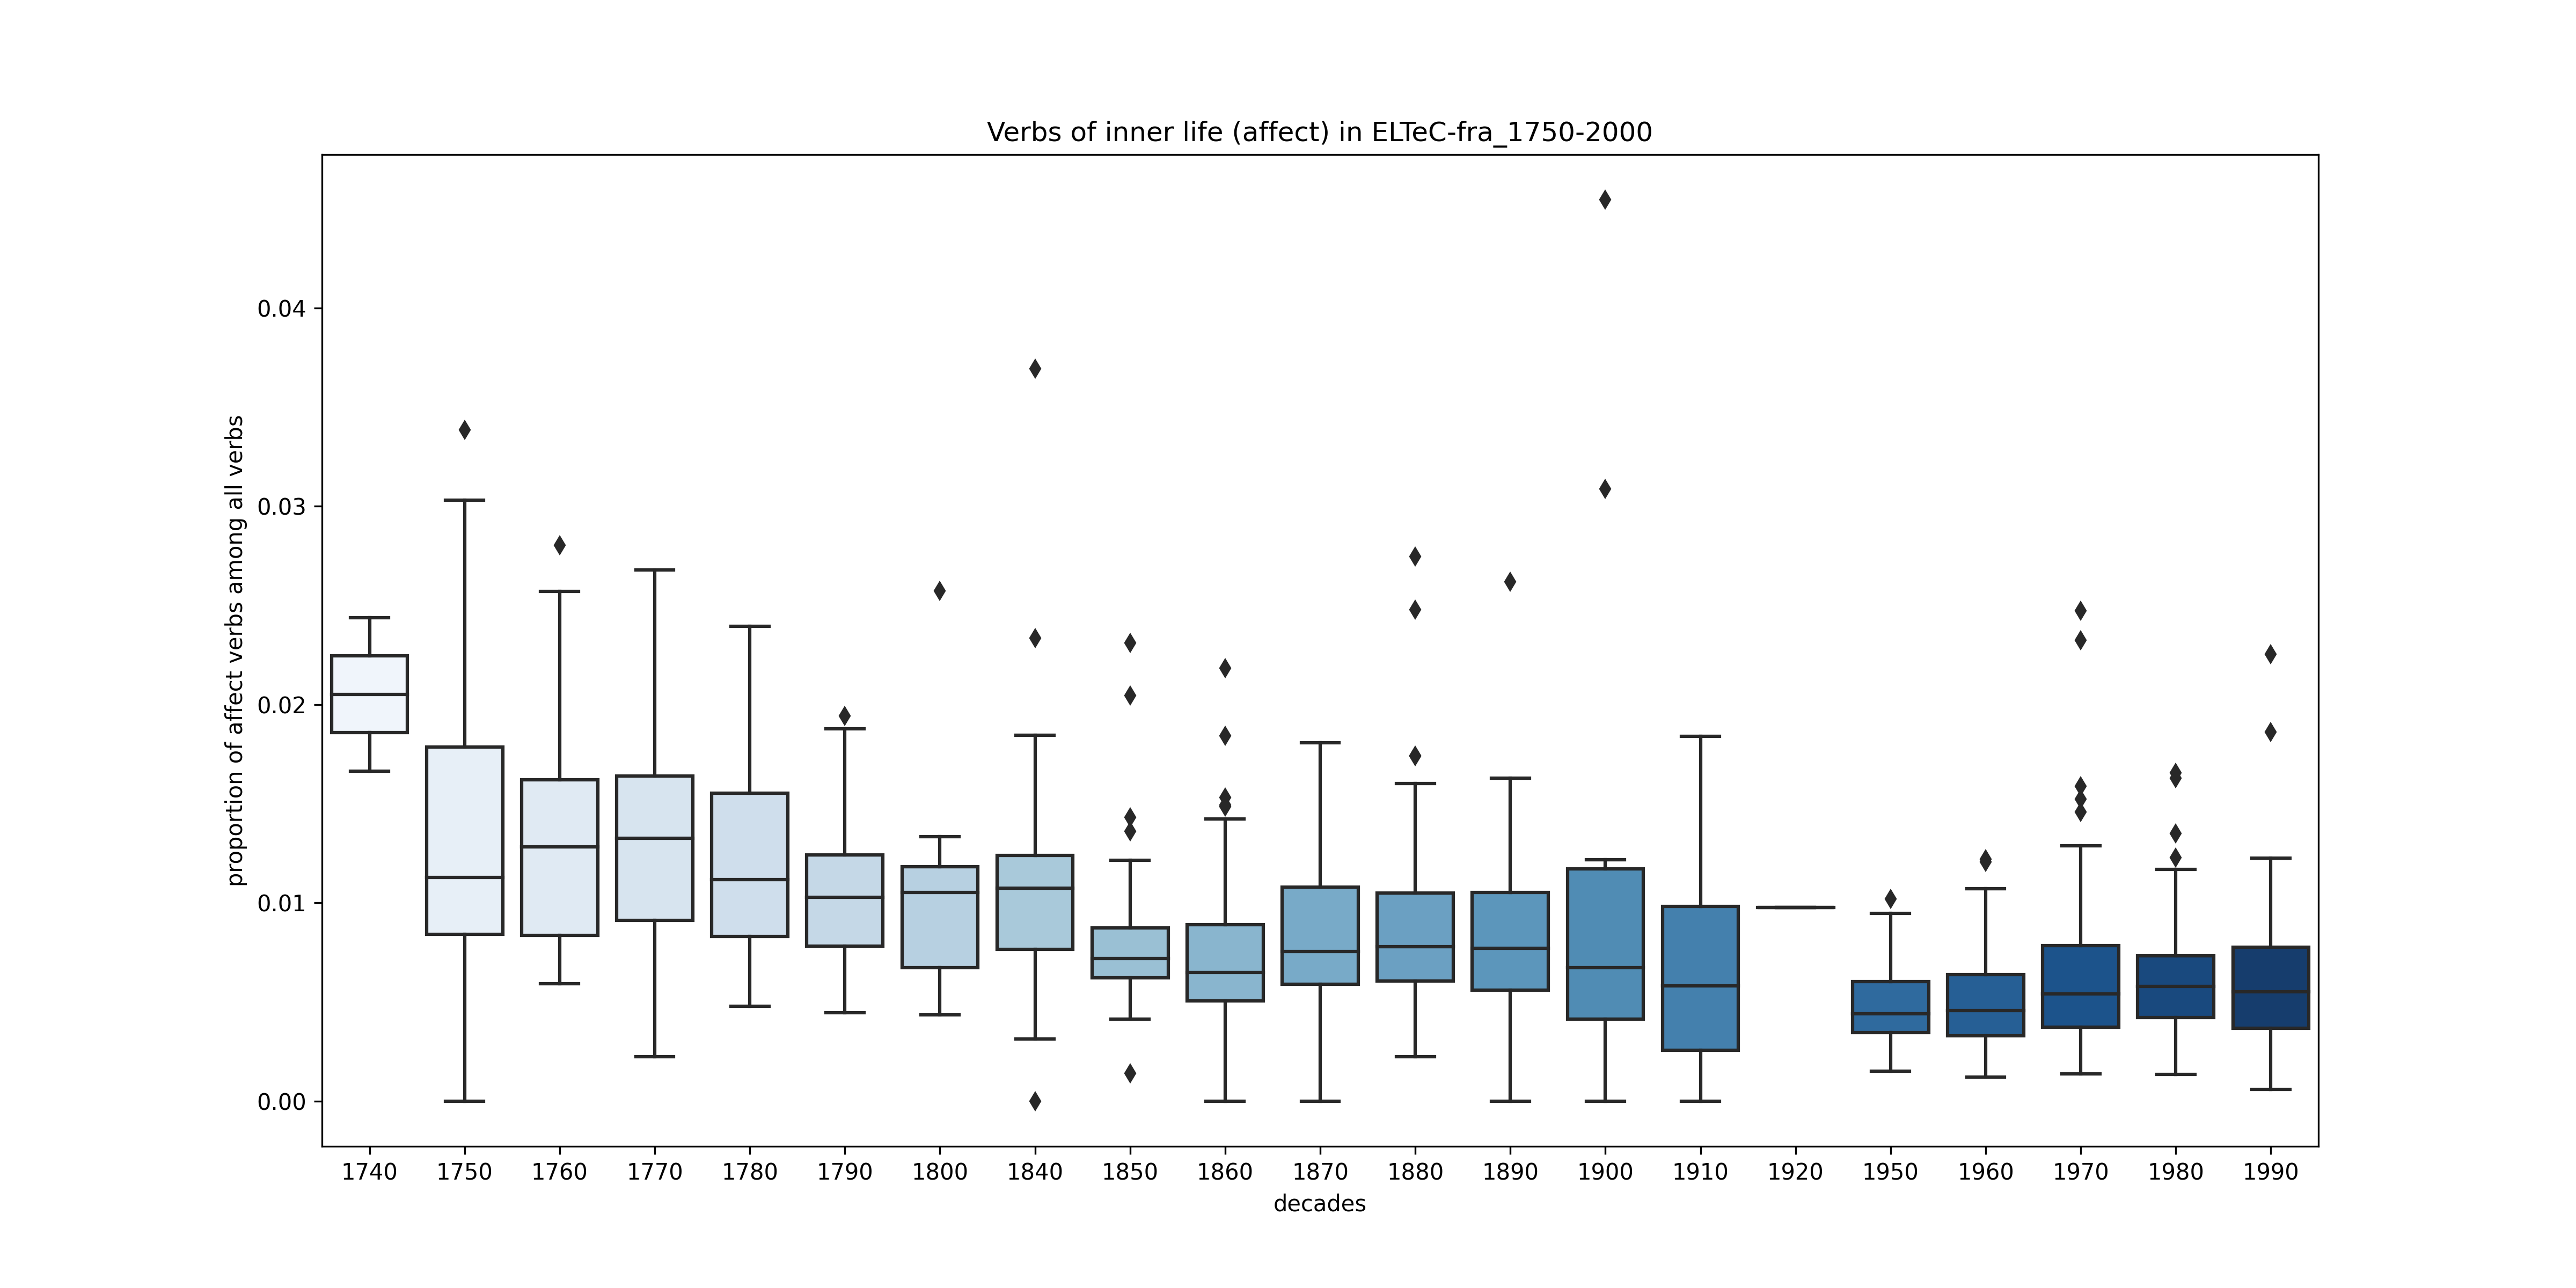 Verbs of inner life (affect) in ELTeC-fra_1750-2000
proportion of affect verbs among all verbs
0.04
0.03
0.02
0.01
0.00
1740 1750 1760 1770 1780 1790 1800 1840 1850 1860 1870 1880 1890 1900 1910 1920 1950 1960 1970 1980 1990
decades